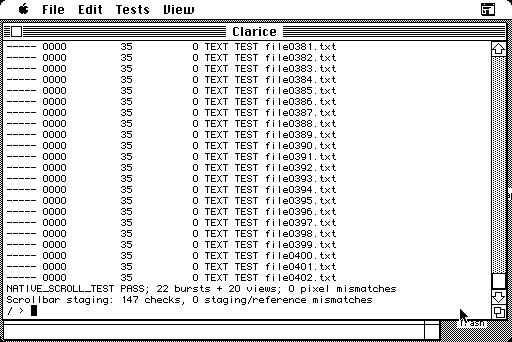 File Edit Tests View
Clarice
----- 0000 35 0 TEXT TEST file0381.txt
----- 0000 35 0 TEXT TEST file0382.txt
----- 0000 35 0 TEXT TEST file0383.txt
----- 0000 35 0 TEXT TEST file0384.txt
----- 0000 35 0 TEXT TEST file0385.txt
----- 0000 35 0 TEXT TEST file0386.txt
----- 0000 35 0 TEXT TEST file0387.txt
----- 0000 35 0 TEXT TEST file0388.txt
----- 0000 35 0 TEXT TEST file0389.txt
----- 0000 35 0 TEXT TEST file0390.txt
----- 0000 35 0 TEXT TEST file0391.txt
----- 0000 35 0 TEXT TEST file0392.txt
----- 0000 35 0 TEXT TEST file0393.txt
----- 0000 35 0 TEXT TEST file0394.txt
----- 0000 35 0 TEXT TEST file0395.txt
----- 0000 35 0 TEXT TEST file0396.txt
----- 0000 35 0 TEXT TEST file0397.txt
----- 0000 35 0 TEXT TEST file0398.txt
----- 0000 35 0 TEXT TEST file0399.txt
----- 0000 35 0 TEXT TEST file0400.txt
----- 0000 35 0 TEXT TEST file0401.txt
----- 0000 35 0 TEXT TEST file0402.txt
NATIVE_SCROLL_TEST PASS; 22 bursts + 20 views; 0 pixel mismatches
Scrollbar staging: 147 checks, 0 staging/reference mismatches
/ >
Trash